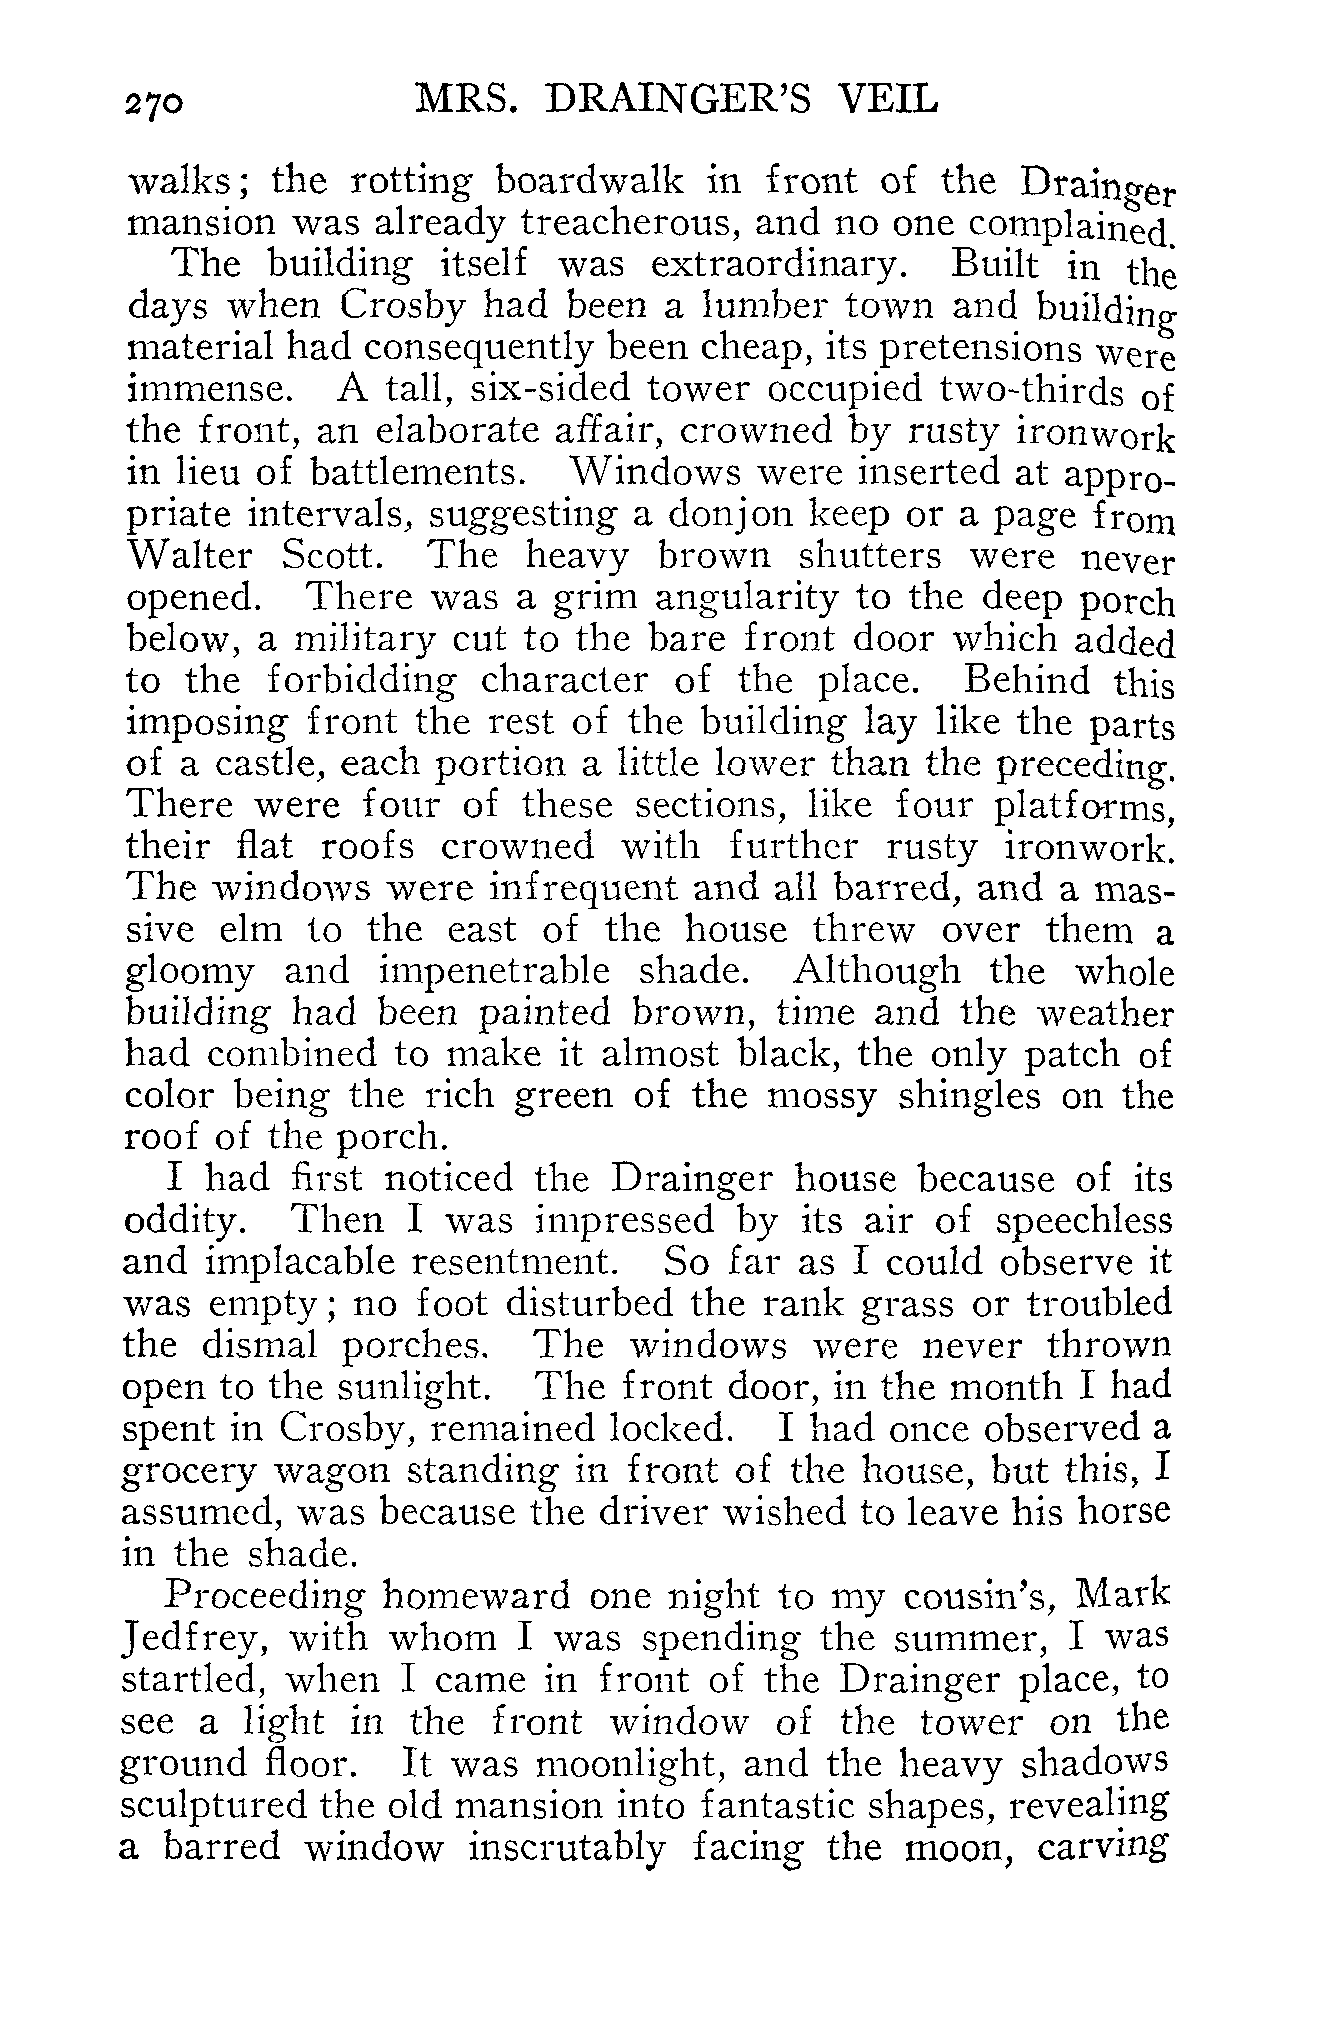 270 MRS. DRAINGER'S VEIL
walks; the rotting boardwalk in front of the Drainger
mansion was already treacherous, and no one complained.
The building itself was extraordinary. Built in the
days when Crosby had been a lumber town and building
material had consequently been cheap, its pretensions were
immense. A tall, six-sided tower occupied two-thirds of
the front, an elaborate affair, crowned by rusty ironwork
in lieu of battlements. Windows were inserted at appro-
priate intervals, suggesting a donjon keep or a page from
Walter Scott. The heavy brown shutters were never
opened. There was a grim angularity to the deep porch
below, a military cut to the bare front door which added
to the forbidding character of the place. Behind this
imposing front the rest of the building lay like the parts
of a castle, each portion a little lower than the preceding.
There were four of these sections, like four platforms,
their flat roofs crowned with further rusty ironwork.
The windows were infrequent and all barred, and a mas-
sive elm to the east of the house threw over them a
gloomy and impenetrable shade. Although the whole
building had been painted brown, time and the weather
had combined to make it almost black, the only patch of
color being the rich green of the mossy shingles on the
roof of the porch.
I had first noticed the Drainger house because of its
oddity. Then I was impressed by its air of speechless
and implacable resentment. So far as I could observe it
was empty; no foot disturbed the rank grass or troubled
the dismal porches. The windows were never thrown
open to the sunlight. The front door, in the month I had
spent in Crosby, remained locked. I had once observed a
grocery wagon standing in front of the house, but this, I
assumed, was because the driver wished to leave his horse
in the shade.
Proceeding homeward one night to my cousin's, Mark
Jedfrey, with whom I was spending the summer, I was
startled, when I came in front of the Drainger place, to
see a light in the front window of the tower on the
ground floor. It was moonlight, and the heavy shadows
sculptured the old mansion into fantastic shapes, revealing
a barred window inscrutably facing the moon, carving